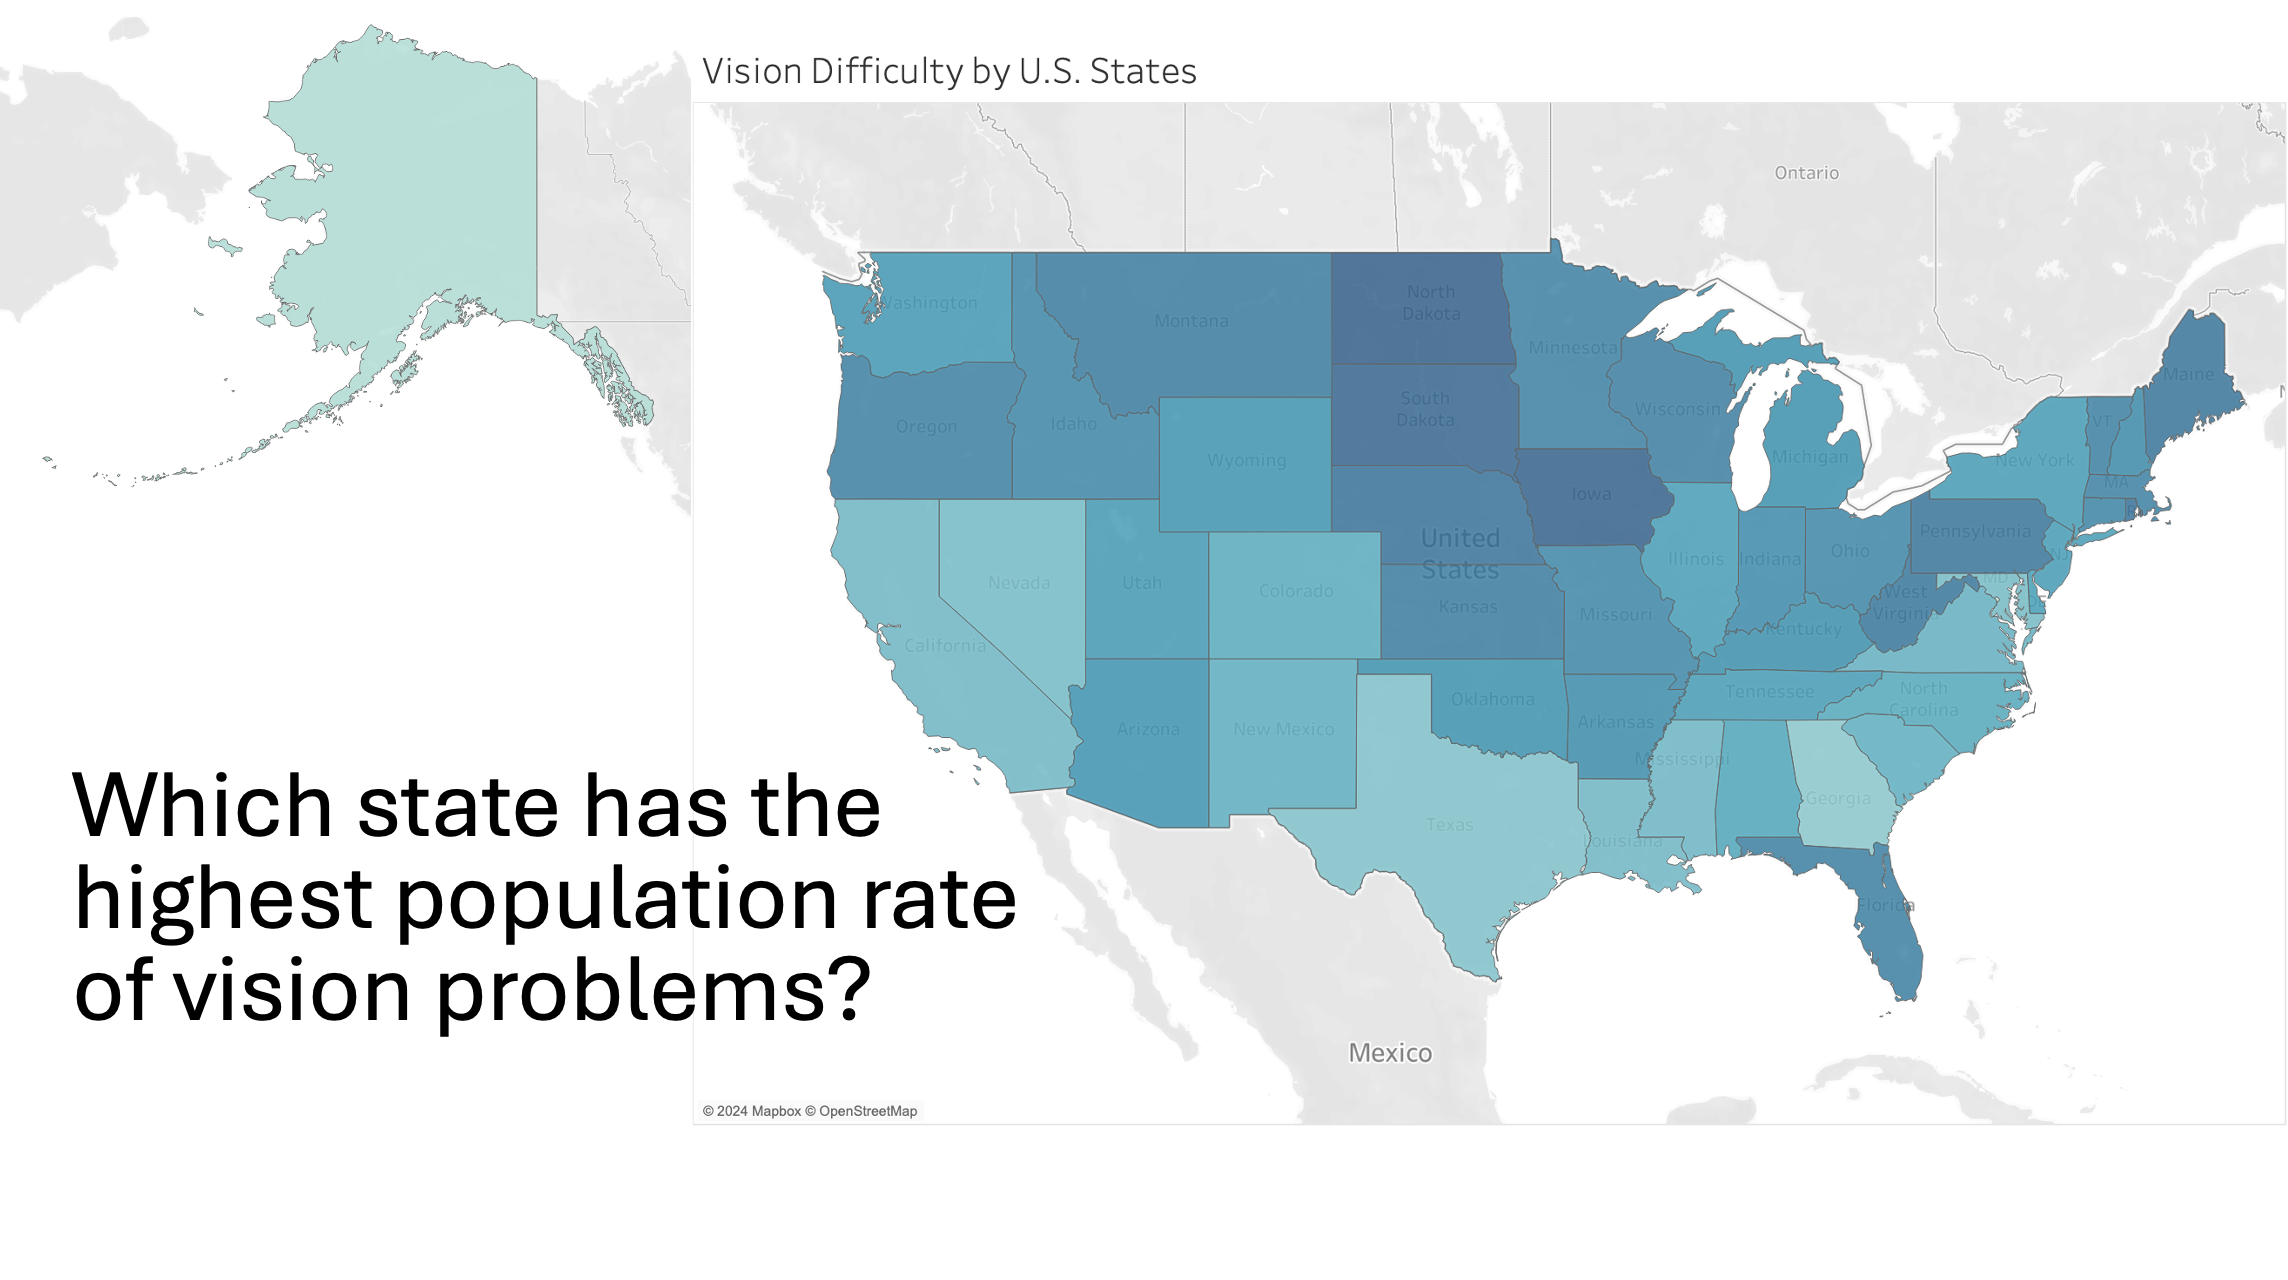 Vision Difficulty by U.S. States
Ontario
Washington
Montana
North
Dakota
Minnesota
South
Dakota
Wisconsin
Maine
Oregon
Idaho
Wyoming
VT
Michigan
New York
MA
Iowa
United
States
Pennsylvania
Nevada
Utah
Colorado
Illinois
Indiana
Ohio
NJ
MD
DE
West
Virginia
Kansas
Missouri
Kentucky
California
Arizona
New Mexico
Oklahoma
Tennessee
North
Carolina
Arkansas
Mississippi
Georgia
Texas
Louisiana
Florida
Which state has the
highest population rate
of vision problems?
Mexico
© 2024 Mapbox © OpenStreetMap